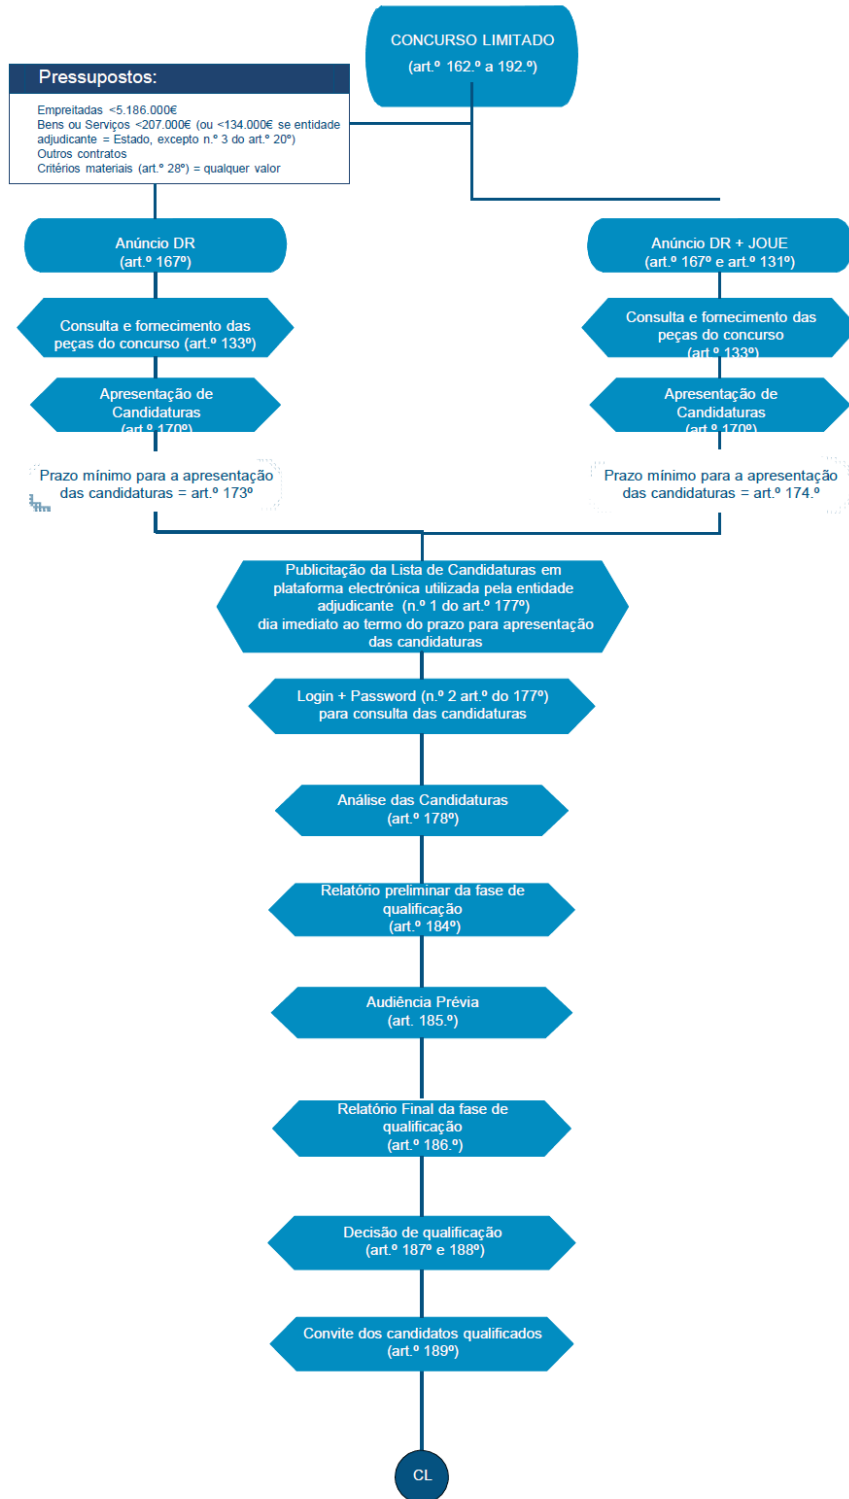 CONCURSO LIMITADO
(art.º 162.º a 192.º)
Pressupostos:
Empreitadas <5.186.000€
Bens ou Serviços <207.000€ (ou <134.000€ se entidade
adjudicante = Estado, excepto n.º 3 do art.º 20º)
Outros contratos
Critérios materiais (art.º 28º) = qualquer valor
Anúncio DR
(art.º 167º)
Consulta e fornecimento das
peças do concurso (art.º 133º)
Apresentação de
Candidaturas
(art.º 170º)
Prazo mínimo para a apresentação
das candidaturas = art.º 173º
Anúncio DR + JOUE
(art.º 167º e art.º 131º)
Consulta e fornecimento das
peças do concurso
(art.º 133º)
Apresentação de
Candidaturas
(art.º 170º)
Prazo mínimo para a apresentação
das candidaturas = art.º 174.º
Publicitação da Lista de Candidaturas em
plataforma electrónica utilizada pela entidade
adjudicante (n.º 1 do art.º 177º)
dia imediato ao termo do prazo para apresentação
das candidaturas
Login + Password (n.º 2 art.º do 177º)
para consulta das candidaturas
Análise das Candidaturas
(art.º 178º)
Relatório preliminar da fase de
qualificação
(art.º 184º)
Audiência Prévia
(art. 185.º)
Relatório Final da fase de
qualificação
(art.º 186.º)
Decisão de qualificação
(art.º 187º e 188º)
Convite dos candidatos qualificados
(art.º 189º)
CL